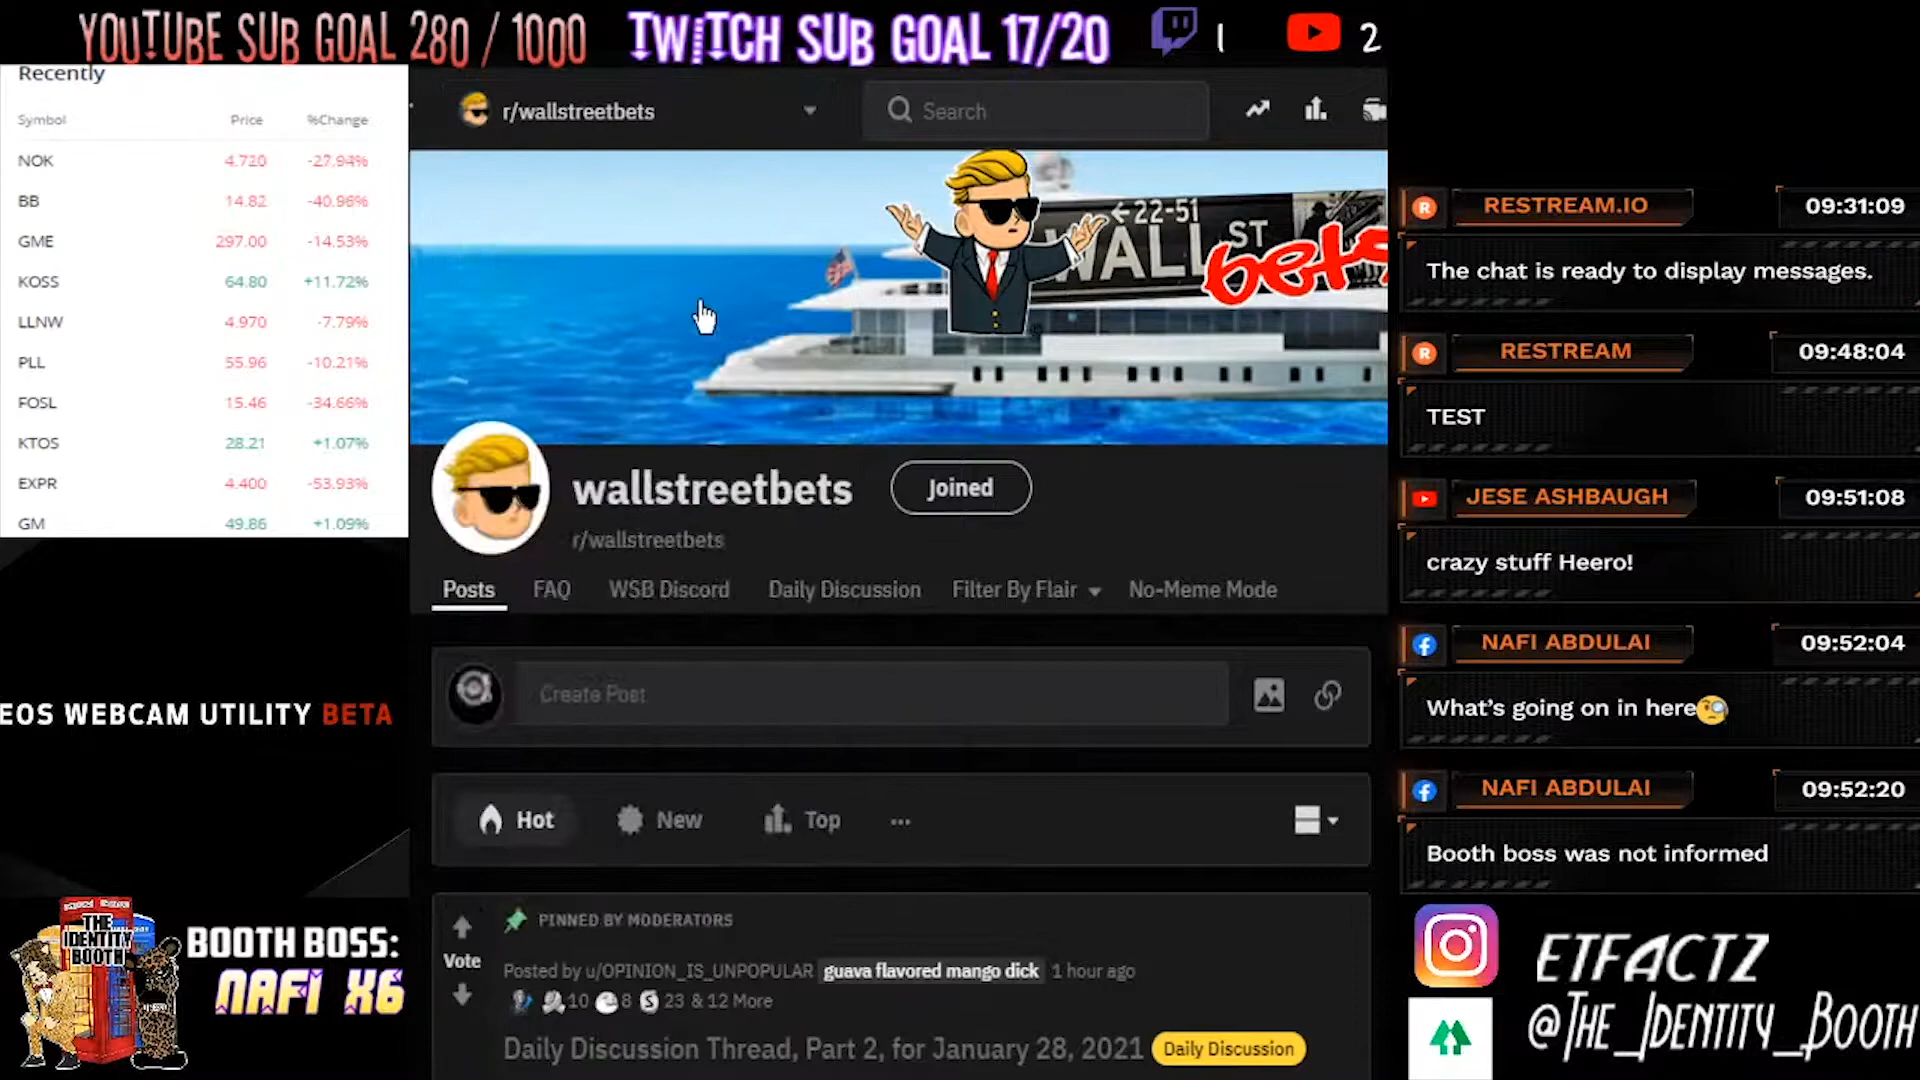 YOUTUBE SUB GOAL 280 / 1000
TWITCH SUB GOAL 17/20
1
2
Recently
Symbol Price %Change
NOK 4.720 -27.94%
BB 14.82 -40.96%
GME 297.00 -14.53%
KOSS 64.80 +11.72%
LLNW 4.970 -7.79%
PLL 55.96 -10.21%
FOSL 15.46 -34.66%
KTOS 28.21 +1.07%
EXPR 4.400 -53.93%
GM 49.86 +1.09%
EOS WEBCAM UTILITY BETA
THE
IDENTITY
BOOTH
BOOTH BOSS:
NAFI X6
r/wallstreetbets
Search
←22-51
WALL ST
bets
wallstreetbets
Joined
r/wallstreetbets
Posts FAQ WSB Discord Daily Discussion Filter By Flair No-Meme Mode
Create Post
Hot New Top ...
PINNED BY MODERATORS
Vote
Posted by u/OPINION_IS_UNPOPULAR guava flavored mango dick 1 hour ago
10 8 S 23 & 12 More
Daily Discussion Thread, Part 2, for January 28, 2021 Daily Discussion
R RESTREAM.IO 09:31:09
The chat is ready to display messages.
R RESTREAM 09:48:04
TEST
JESE ASHBAUGH 09:51:08
crazy stuff Heero!
NAFI ABDULAI 09:52:04
What's going on in here🧐
NAFI ABDULAI 09:52:20
Booth boss was not informed
ETFACTZ
@THE_IDENTITY_BOOTH